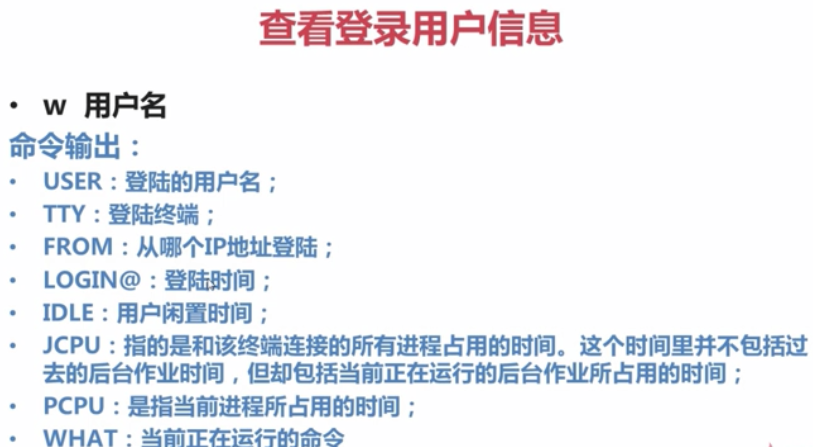 查看登录用户信息
• w 用户名
命令输出：
• USER：登陆的用户名；
• TTY：登陆终端；
• FROM：从哪个IP地址登陆；
• LOGIN@：登陆时间；
• IDLE：用户闲置时间；
• JCPU：指的是和该终端连接的所有进程占用的时间。这个时间里并不包括过
去的后台作业时间，但却包括当前正在运行的后台作业所占用的时间；
• PCPU：是指当前进程所占用的时间；
• WHAT：当前正在运行的命令